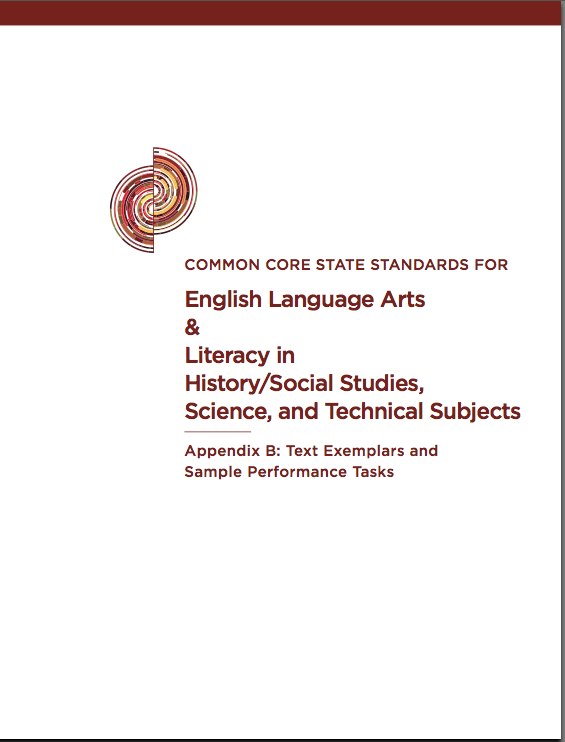 COMMON CORE STATE STANDARDS FOR
English Language Arts
&
Literacy in
History/Social Studies,
Science, and Technical Subjects
Appendix B: Text Exemplars and
Sample Performance Tasks